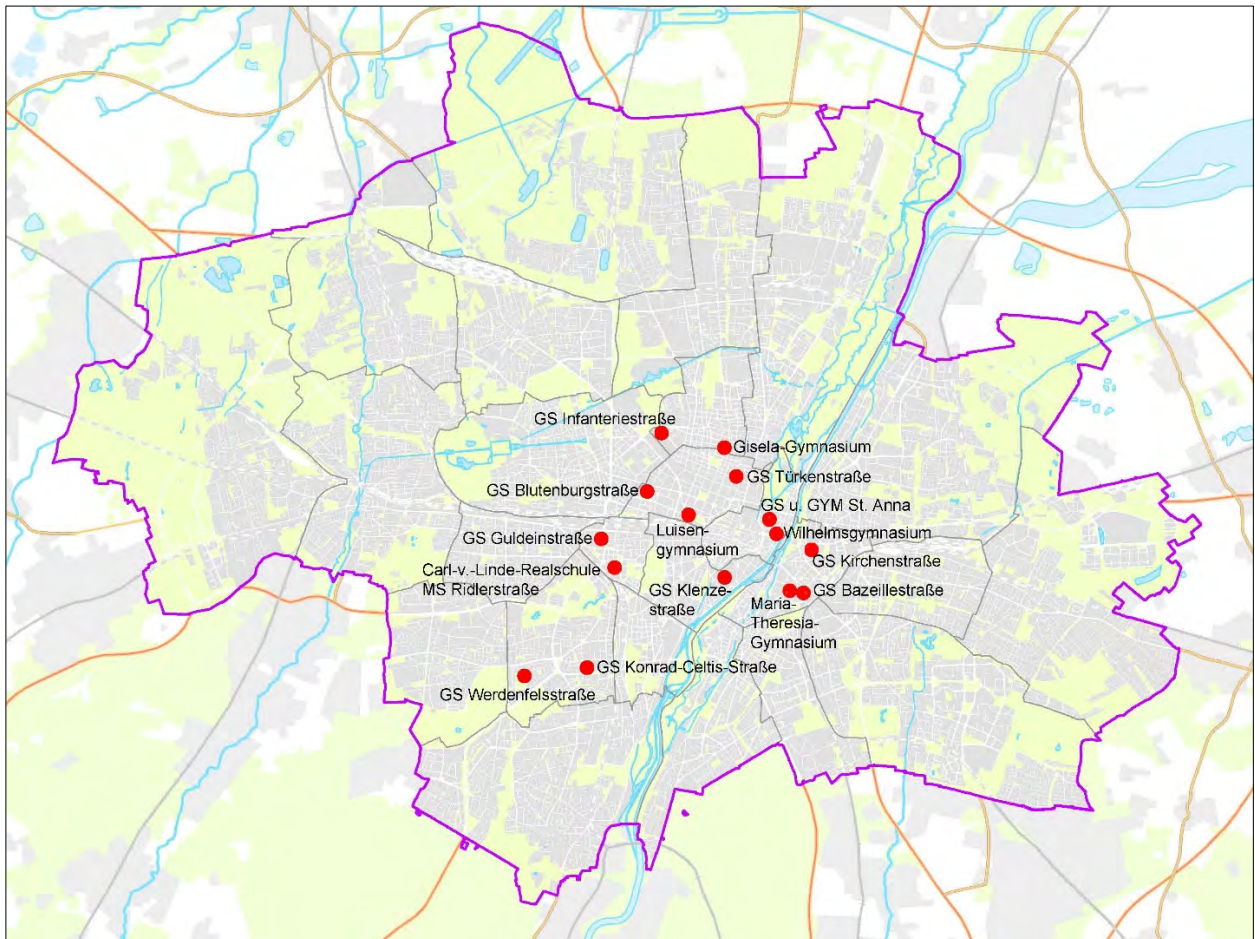 GS Infanteriestraße
Gisela-Gymnasium
GS Türkenstraße
GS Blutenburgstraße
GS u. GYM St. Anna
Luisen-
gymnasium
Wilhelmsgymnasium
GS Guldeinstraße
GS Kirchenstraße
Carl-v.-Linde-Realschule
MS Ridlerstraße
GS Klenze-
straße
GS Bazeillestraße
Maria-
Theresia-
Gymnasium
GS Konrad-Celtis-Straße
GS Werdenfelsstraße